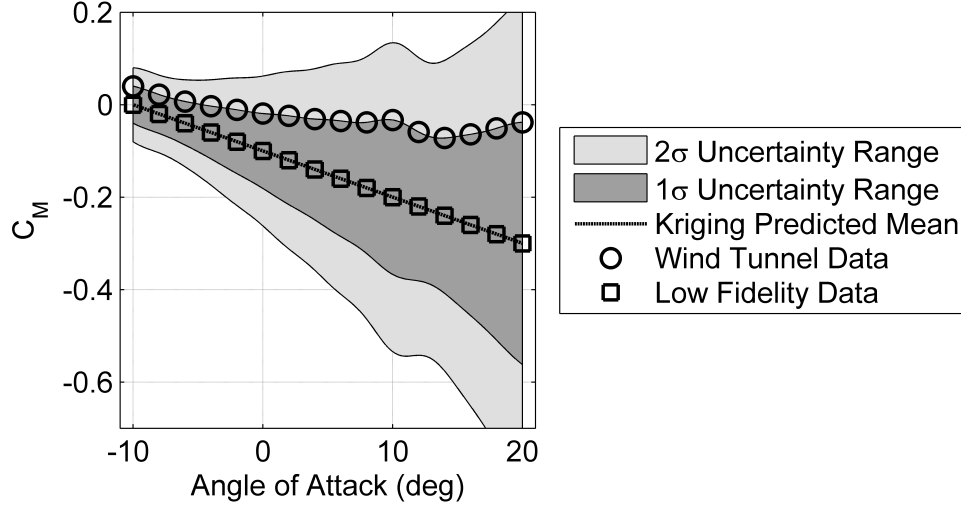 0.2
0
-0.2
-0.4
-0.6
C_M
-10
0
10
20
Angle of Attack (deg)
2σ Uncertainty Range
1σ Uncertainty Range
Kriging Predicted Mean
Wind Tunnel Data
Low Fidelity Data